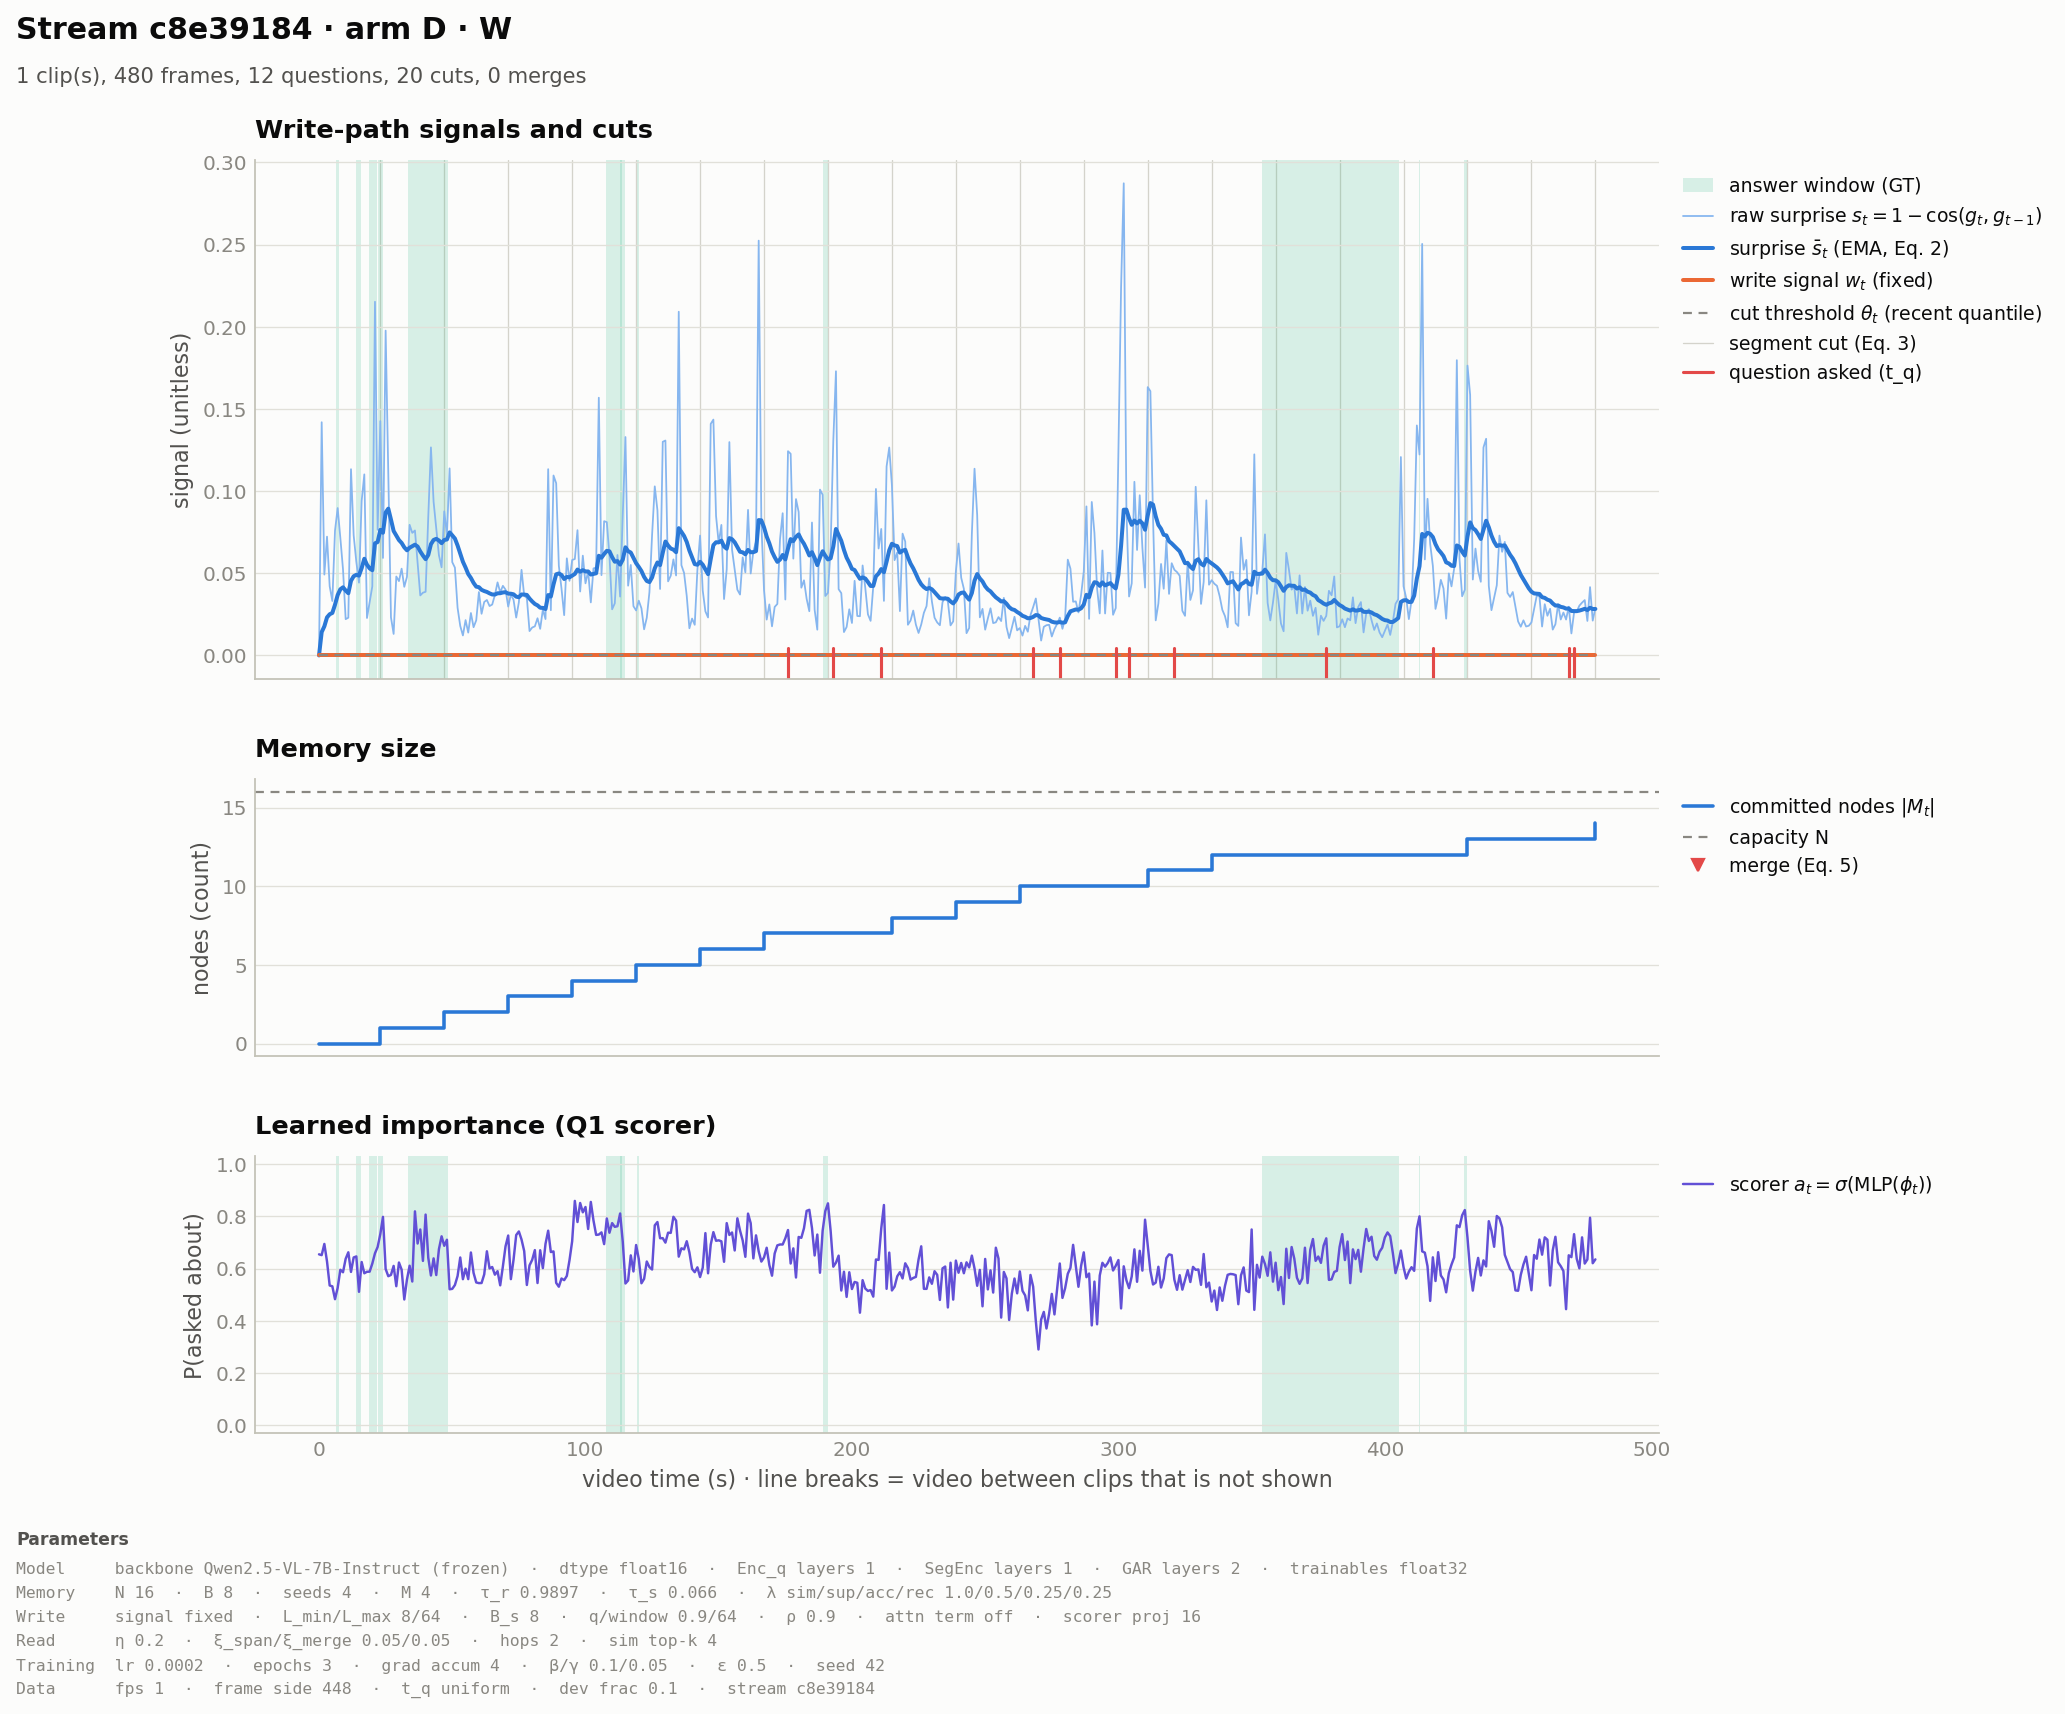 Stream c8e39184 · arm D · W
1 clip(s), 480 frames, 12 questions, 20 cuts, 0 merges
Write-path signals and cuts
0.30
0.25
0.20
0.15
0.10
0.05
0.00
signal (unitless)
answer window (GT)
raw surprise s_t = 1 − cos(g_t, g_{t−1})
surprise s̄_t (EMA, Eq. 2)
write signal w_t (fixed)
cut threshold θ_t (recent quantile)
segment cut (Eq. 3)
question asked (t_q)
Memory size
15
10
5
0
nodes (count)
committed nodes |M_t|
capacity N
merge (Eq. 5)
Learned importance (Q1 scorer)
1.0
0.8
0.6
0.4
0.2
0.0
P(asked about)
scorer a_t = σ(MLP(ϕ_t))
0 100 200 300 400 500
video time (s) · line breaks = video between clips that is not shown
Parameters
Model backbone Qwen2.5-VL-7B-Instruct (frozen) · dtype float16 · Enc_q layers 1 · SegEnc layers 1 · GAR layers 2 · trainables float32
Memory N 16 · B 8 · seeds 4 · M 4 · τ_r 0.9897 · τ_s 0.066 · λ sim/sup/acc/rec 1.0/0.5/0.25/0.25
Write signal fixed · L_min/L_max 8/64 · B_s 8 · q/window 0.9/64 · ρ 0.9 · attn term off · scorer proj 16
Read η 0.2 · ξ_span/ξ_merge 0.05/0.05 · hops 2 · sim top-k 4
Training lr 0.0002 · epochs 3 · grad accum 4 · β/γ 0.1/0.05 · ε 0.5 · seed 42
Data fps 1 · frame side 448 · t_q uniform · dev frac 0.1 · stream c8e39184